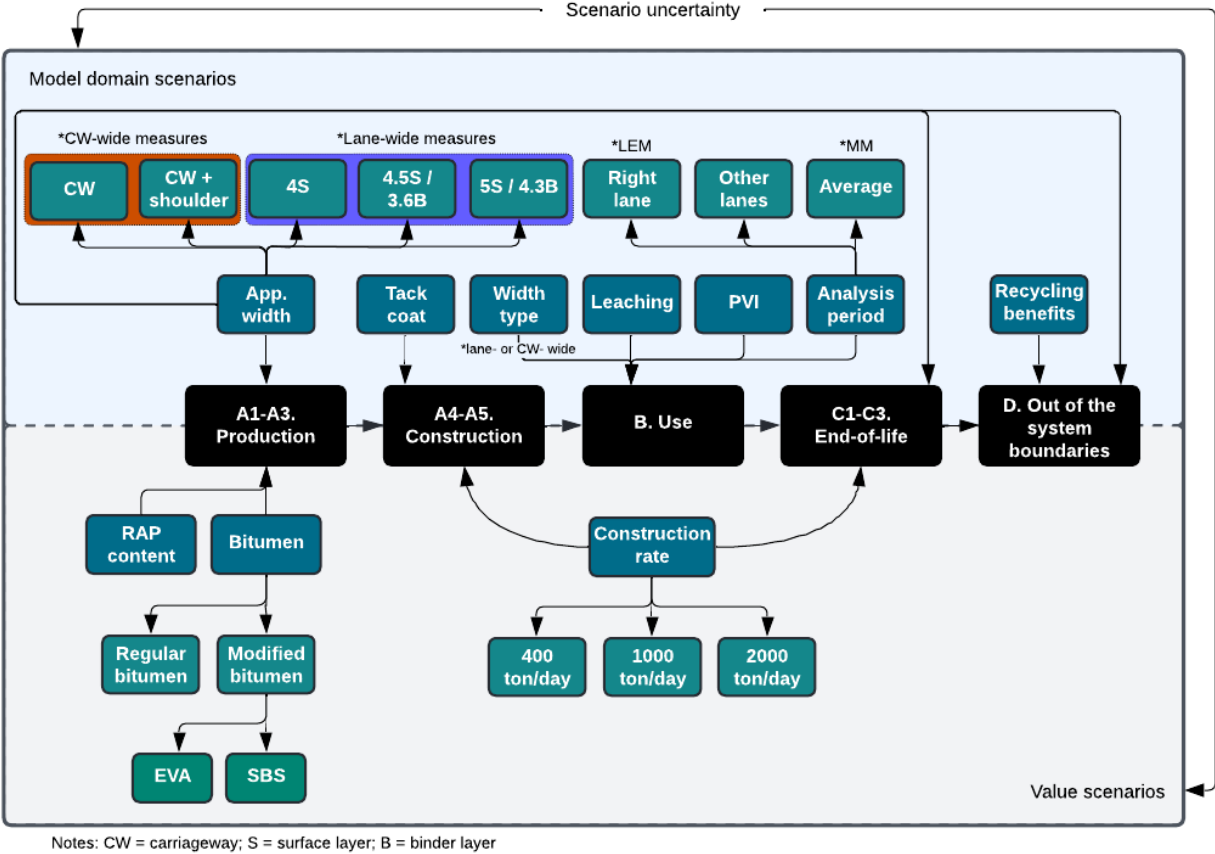 Scenario uncertainty
Model domain scenarios
*CW-wide measures
*Lane-wide measures
*LEM
*MM
CW
CW +
shoulder
4S
4.5S /
3.6B
5S / 4.3B
Right
lane
Other
lanes
Average
App.
width
Tack
coat
Width
type
Leaching
PVI
Analysis
period
Recycling
benefits
*lane- or CW- wide
A1-A3.
Production
A4-A5.
Construction
B. Use
C1-C3.
End-of-life
D. Out of the
system
boundaries
RAP
content
Bitumen
Construction
rate
Regular
bitumen
Modified
bitumen
400
ton/day
1000
ton/day
2000
ton/day
EVA
SBS
Value scenarios
Notes: CW = carriageway; S = surface layer; B = binder layer